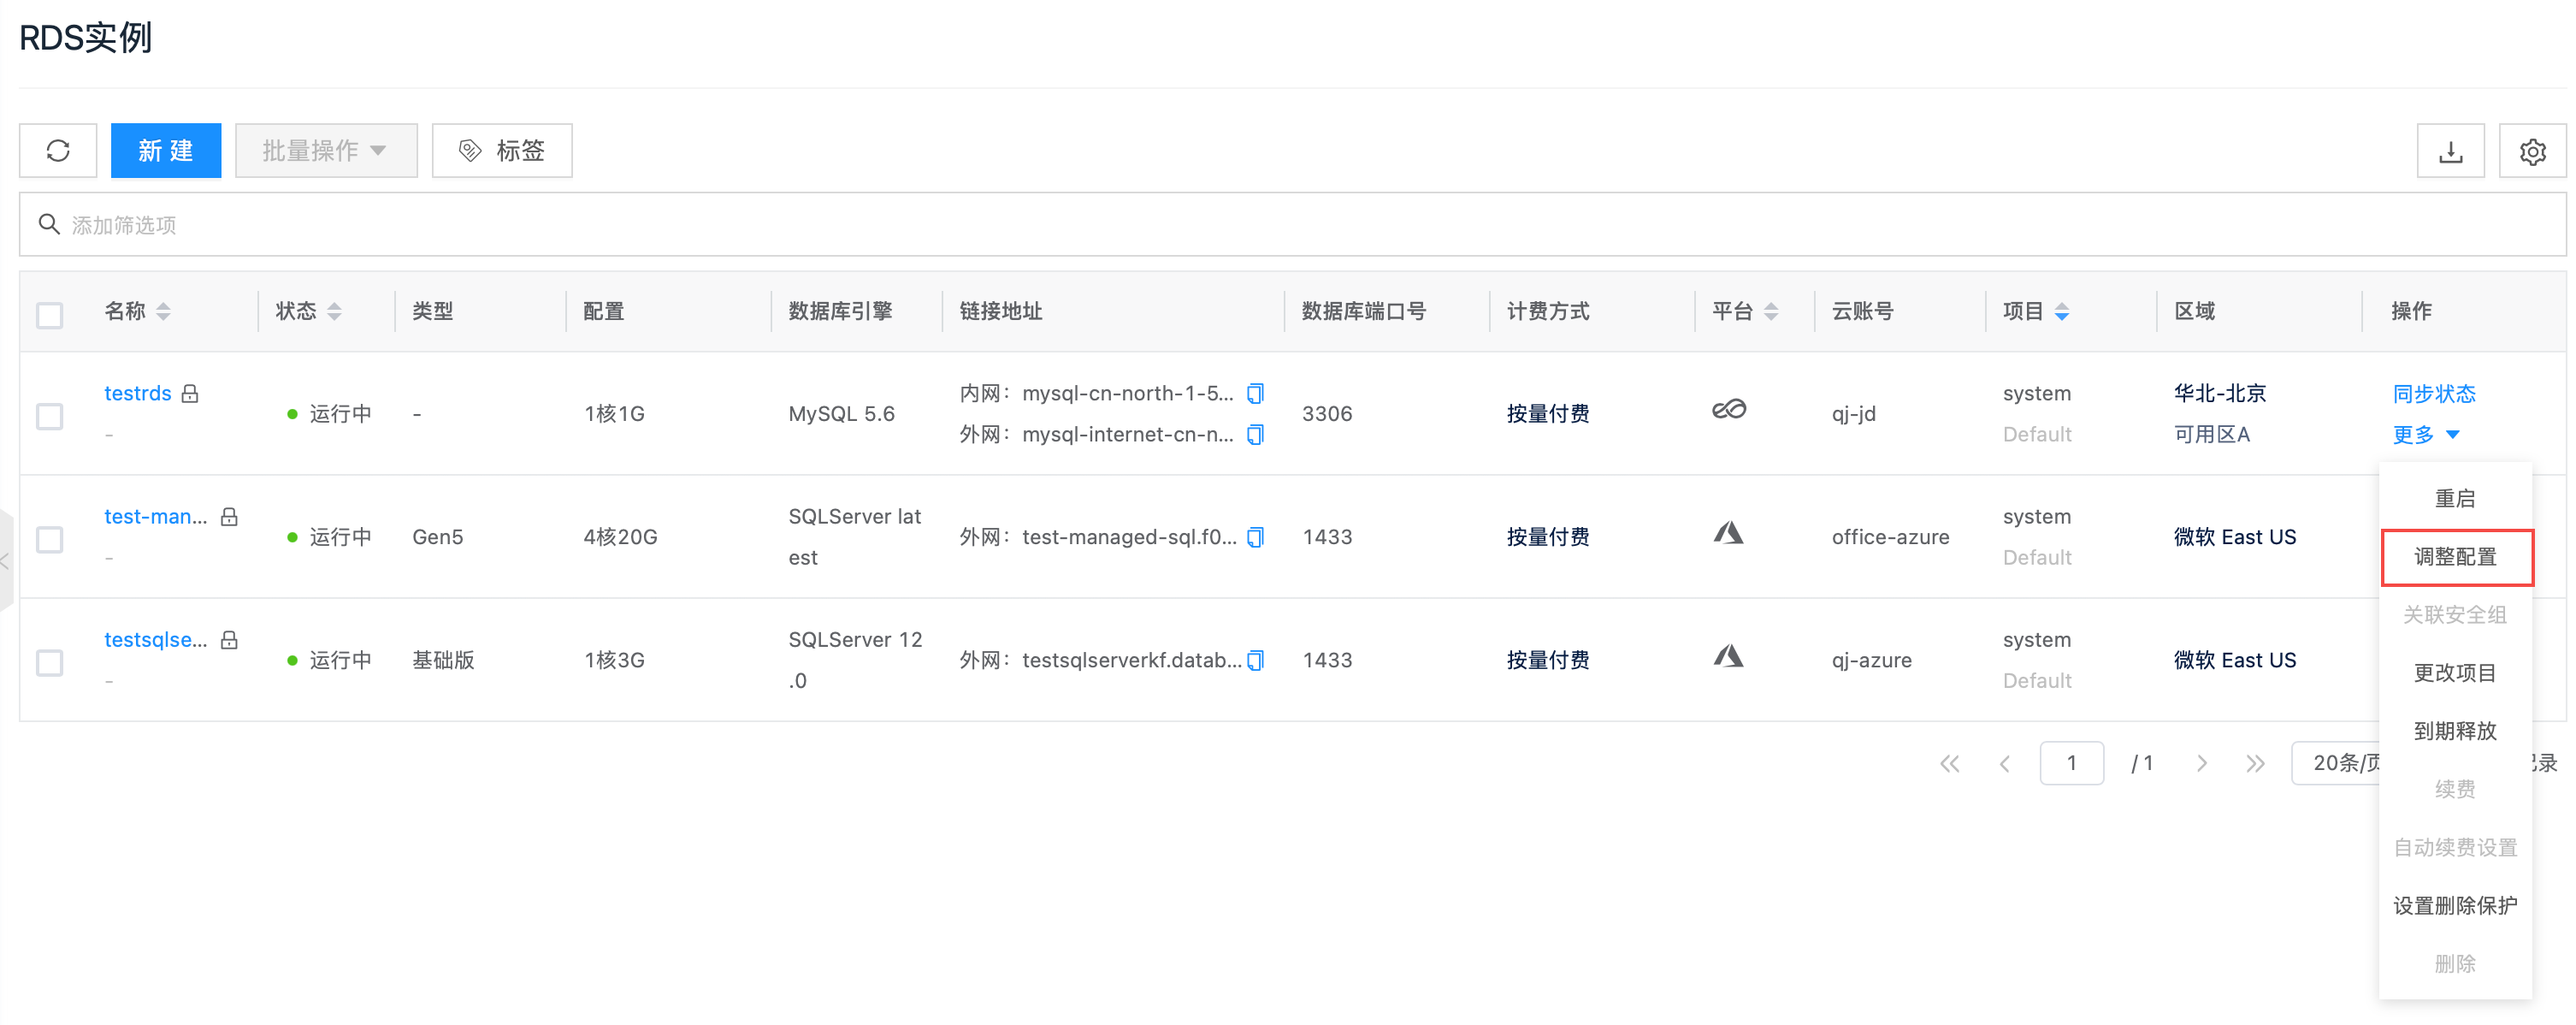 RDS实例
新 建
批量操作
标签
添加筛选项
名称 状态 类型 配置 数据库引擎 链接地址 数据库端口号 计费方式 平台 云账号 项目 区域 操作
testrds
-
运行中
-
1核1G
MySQL 5.6
内网： mysql-cn-north-1-5...
外网： mysql-internet-cn-n...
3306
按量付费
qj-jd
system
Default
华北-北京
可用区A
同步状态
更多
test-man...
-
运行中
Gen5
4核20G
SQLServer lat
est
外网： test-managed-sql.f0...
1433
按量付费
office-azure
system
Default
微软 East US
testsqlse...
-
运行中
基础版
1核3G
SQLServer 12
.0
外网： testsqlserverkf.datab...
1433
按量付费
qj-azure
system
Default
微软 East US
重启
调整配置
关联安全组
更改项目
到期释放
续费
自动续费设置
设置删除保护
删除
1 / 1
20条/页
录